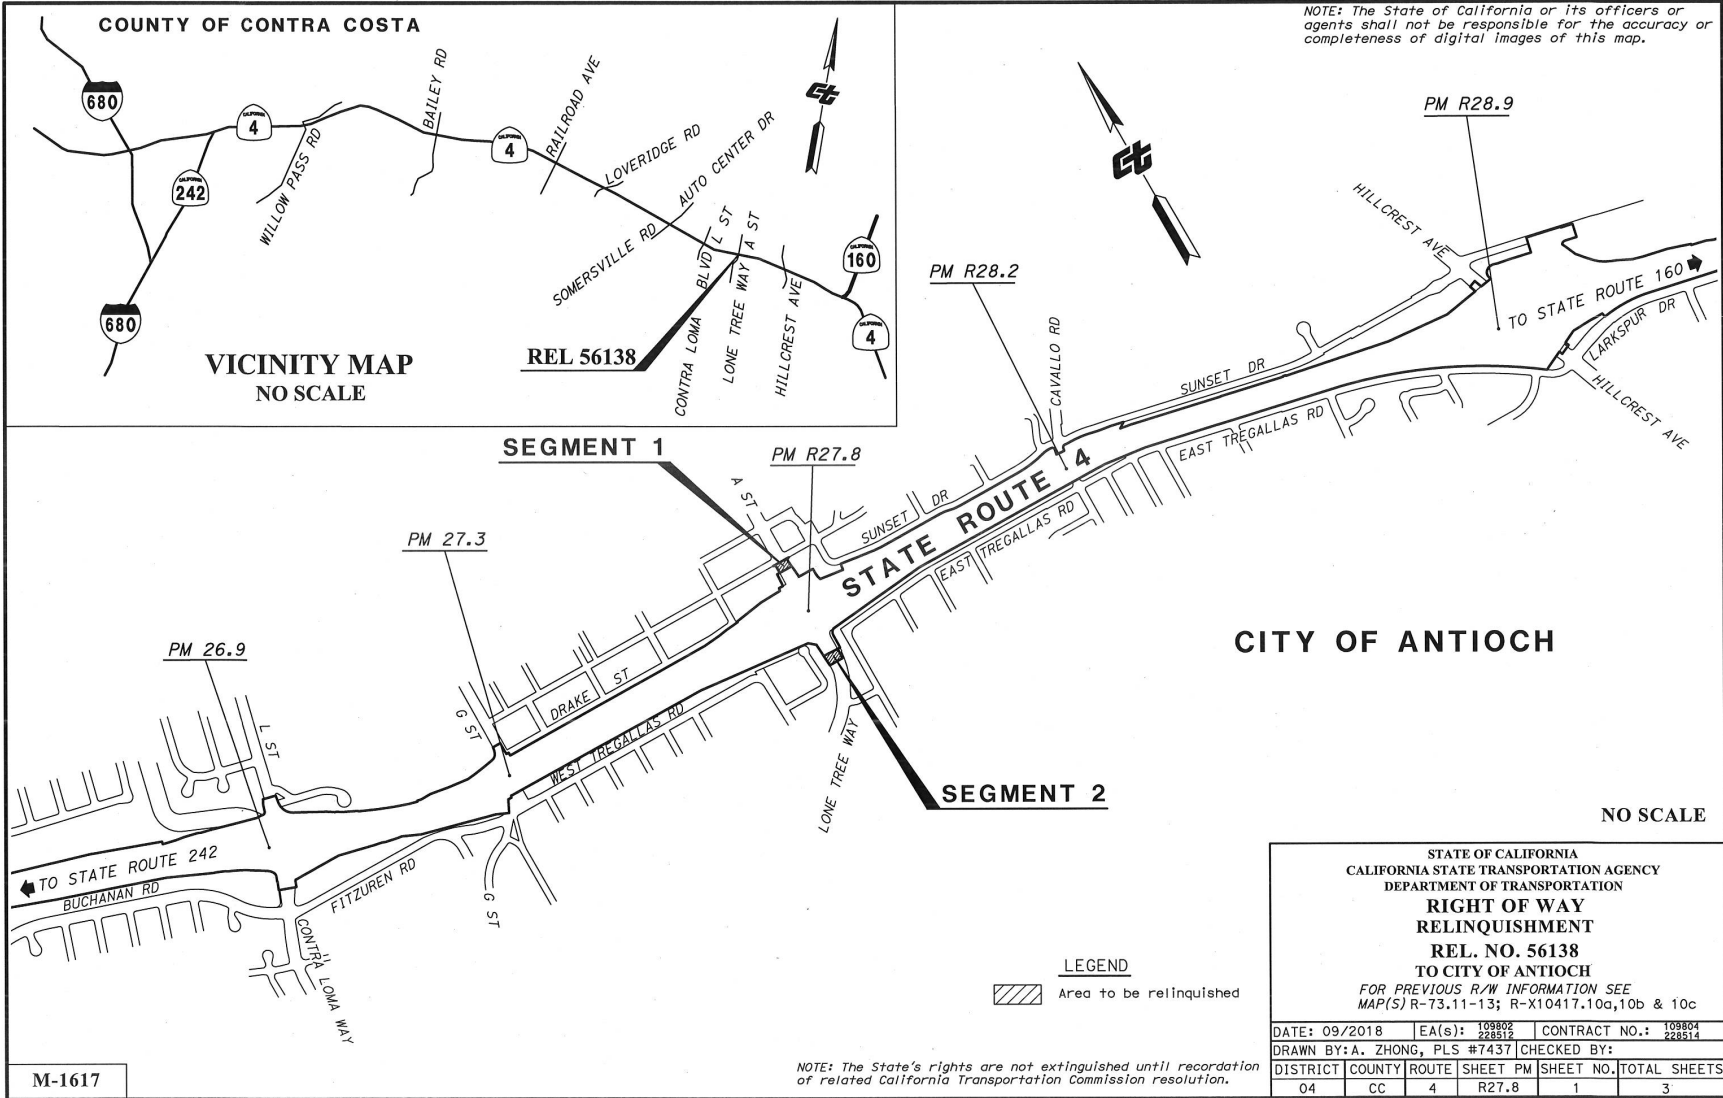 COUNTY OF CONTRA COSTA
680
CALIFORNIA
4
CALIFORNIA
242
680
WILLOW PASS RD
BAILEY RD
CALIFORNIA
4
RAILROAD AVE
LOVERIDGE RD
AUTO CENTER DR
SOMERSVILLE RD
L ST
A ST
CONTRA LOMA BLVD
LONE TREE WAY
HILLCREST AVE
CALIFORNIA
160
CALIFORNIA
4
ct
VICINITY MAP
NO SCALE
REL 56138
NOTE: The State of California or its officers or
agents shall not be responsible for the accuracy or
completeness of digital images of this map.
ct
PM R28.9
PM R28.2
HILLCREST AVE
TO STATE ROUTE 160
LARKSPUR DR
HILLCREST AVE
CAVALLO RD
SUNSET DR
EAST TREGALLAS RD
SEGMENT 1
PM R27.8
A ST
SUNSET DR
STATE ROUTE 4
EAST TREGALLAS RD
PM 27.3
PM 26.9
CITY OF ANTIOCH
G ST
DRAKE ST
WEST TREGALLAS RD
L ST
LONE TREE WAY
SEGMENT 2
TO STATE ROUTE 242
BUCHANAN RD
FITZUREN RD
G ST
CONTRA LOMA WAY
NO SCALE
LEGEND
Area to be relinquished
STATE OF CALIFORNIA
CALIFORNIA STATE TRANSPORTATION AGENCY
DEPARTMENT OF TRANSPORTATION
RIGHT OF WAY
RELINQUISHMENT
REL. NO. 56138
TO CITY OF ANTIOCH
FOR PREVIOUS R/W INFORMATION SEE
MAP(S) R-73.11-13; R-X10417.10a,10b & 10c
DATE: 09/2018 EA(s): 109802 228512 CONTRACT NO.: 109804 228514
DRAWN BY: A. ZHONG, PLS #7437 CHECKED BY:
DISTRICT COUNTY ROUTE SHEET PM SHEET NO. TOTAL SHEETS
04 CC 4 R27.8 1 3
NOTE: The State's rights are not extinguished until recordation
of related California Transportation Commission resolution.
M-1617